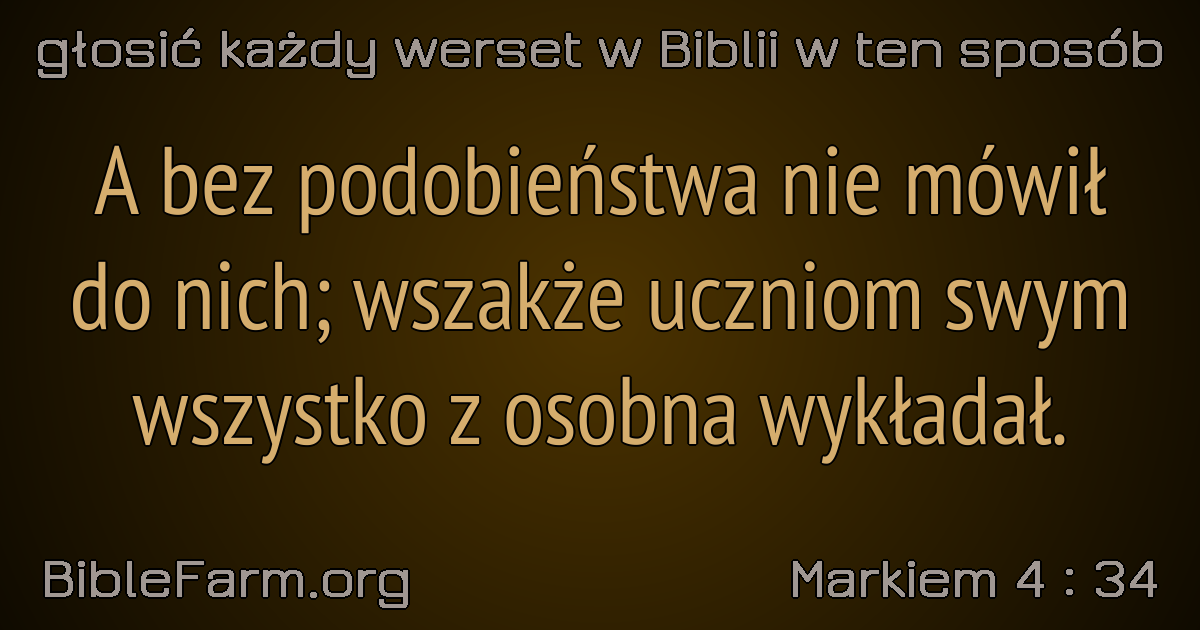 głosić każdy werset w Biblii w ten sposób
A bez podobieństwa nie mówił
do nich; wszakże uczniom swym
wszystko z osobna wykładał.
BibleFarm.org
Markiem 4 : 34